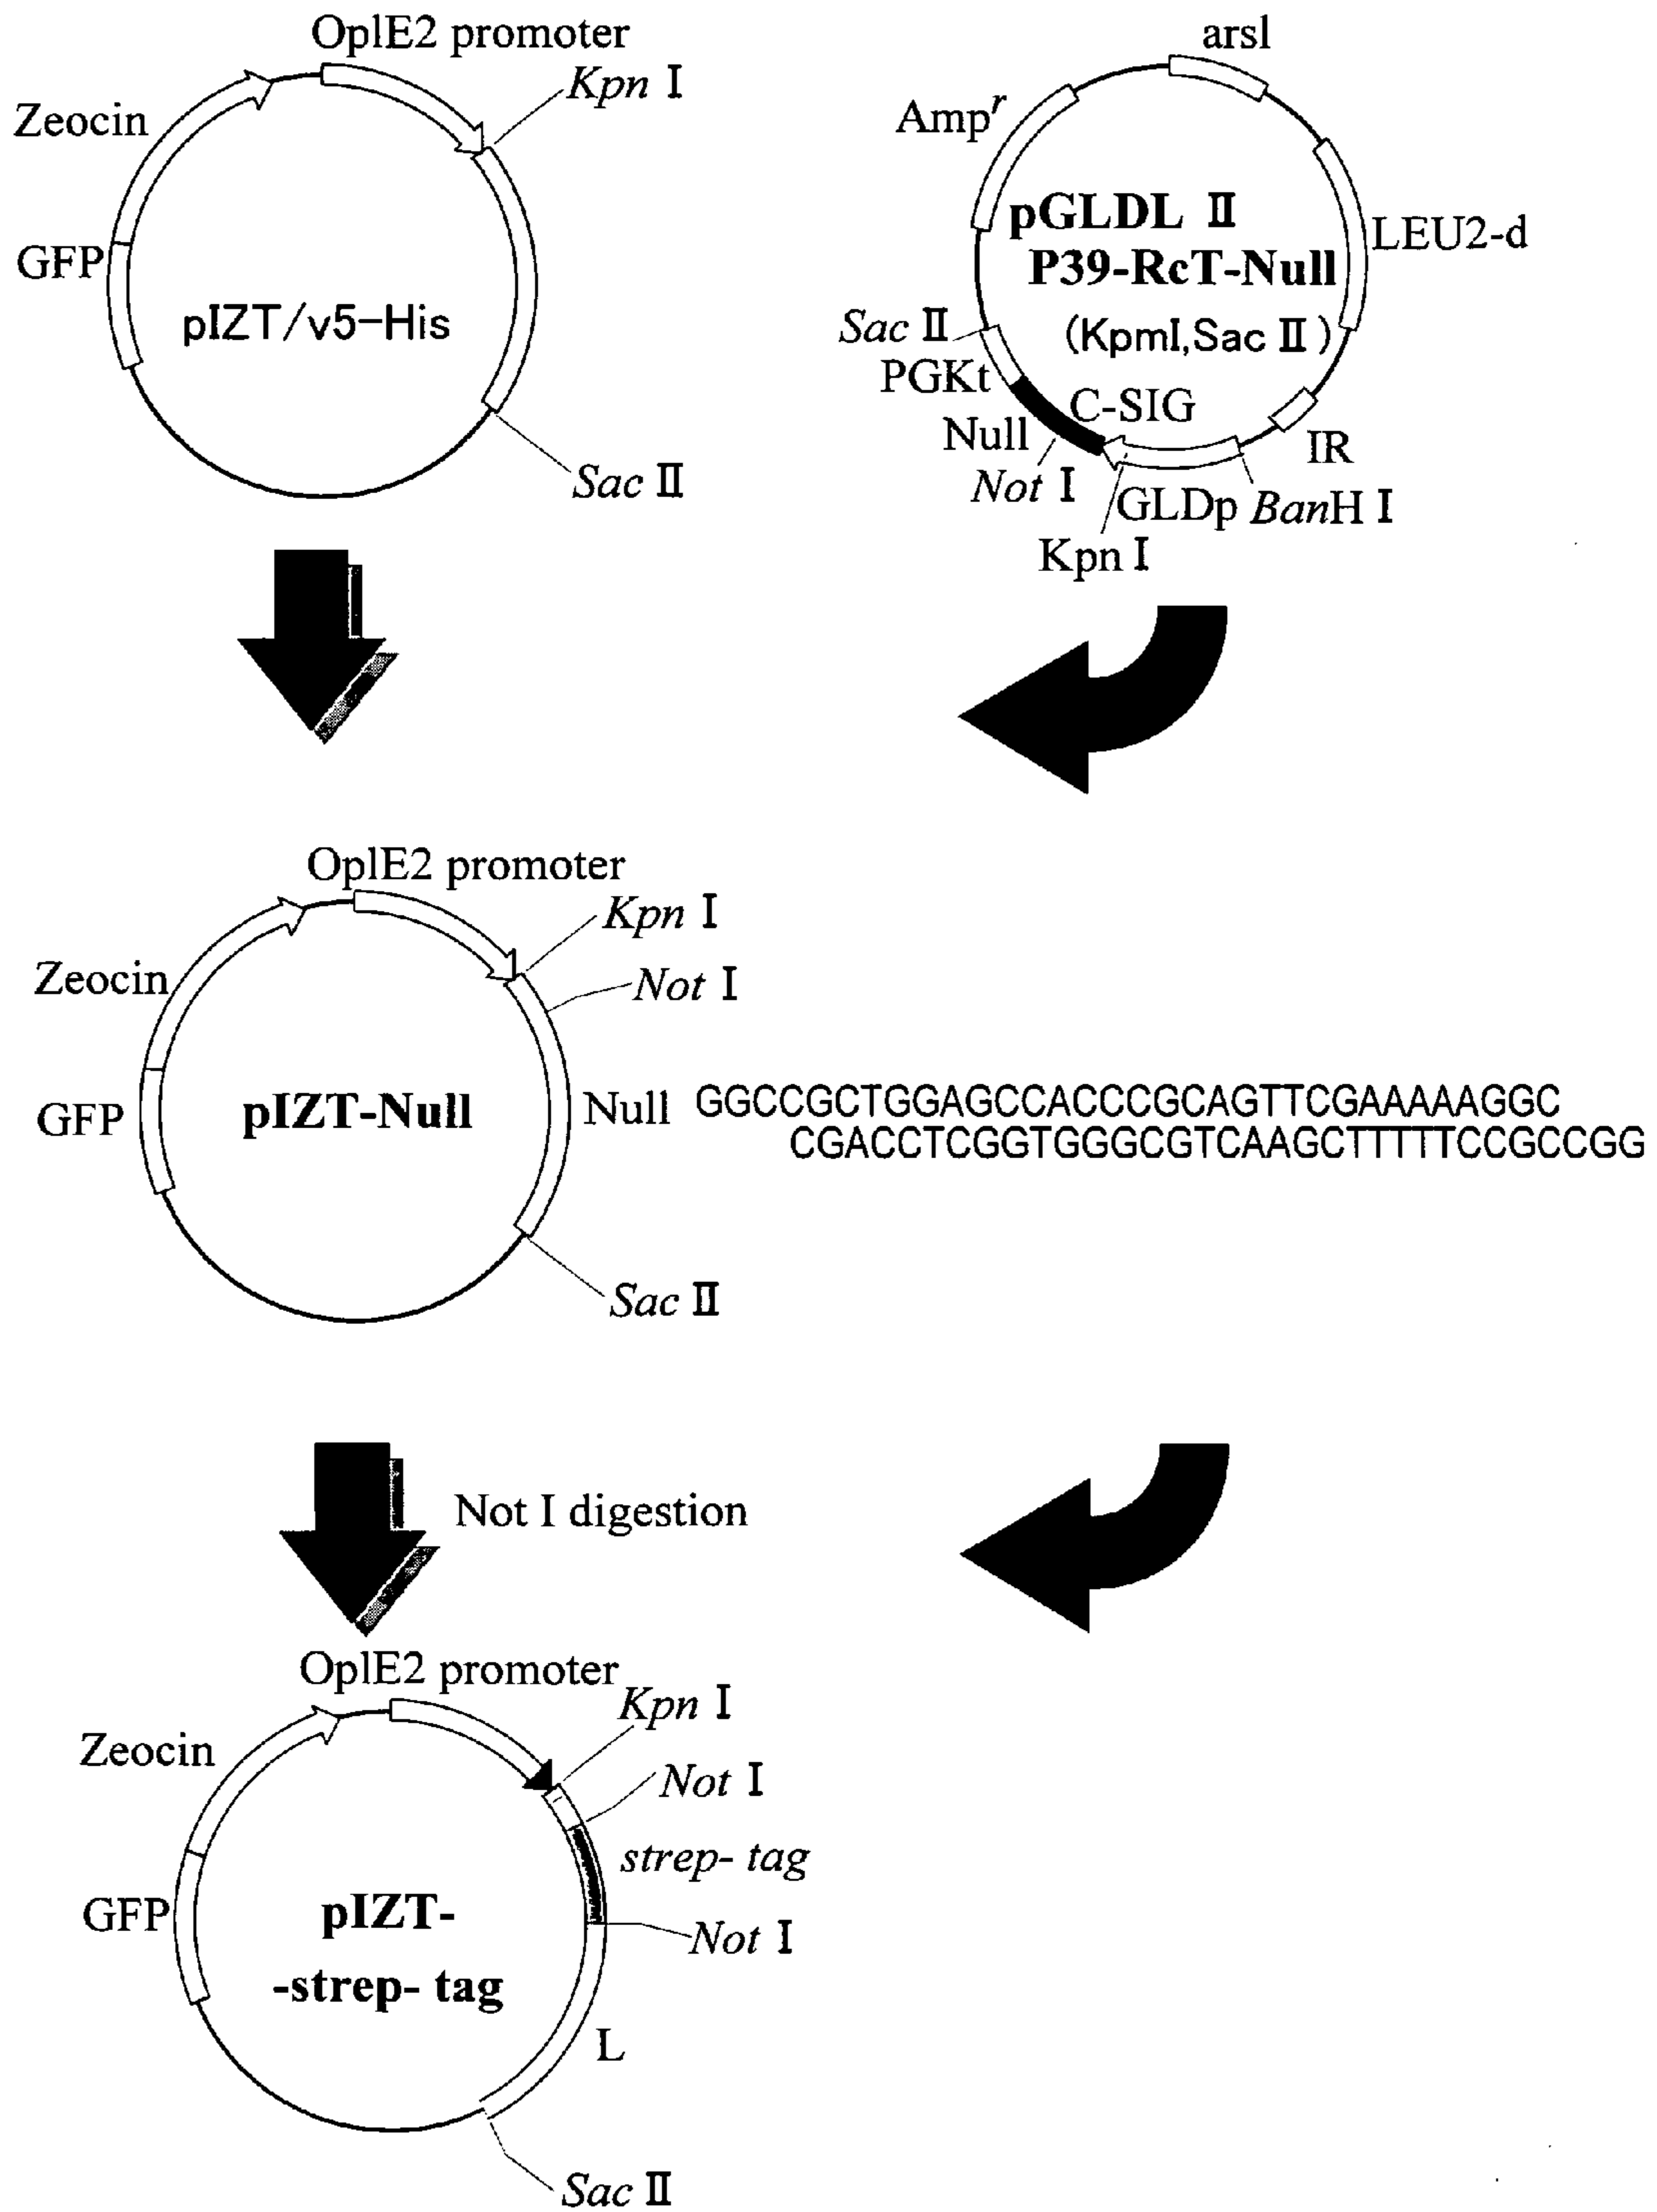 OplE2 promoter
Kpn I
Zeocin
GFP
pIZT/v5-His
Sac II
arsl
Ampr
pGLDL II
P39-RcT-Null
(KpmI,Sac II)
LEU2-d
Sac II
PGKt
C-SIG
Null
Not I
IR
GLDp
BanH I
Kpn I
OplE2 promoter
Kpn I
Not I
Zeocin
GFP
pIZT-Null
Null
GGCCGCTGGAGCCACCCGCAGTTCGAAAAAGGC
CGACCTCGGTGGGCGTCAAGCTTTTTCCGCCGG
Sac II
Not I digestion
OplE2 promoter
Kpn I
Zeocin
Not I
strep- tag
GFP
pIZT-
-strep- tag
Not I
L
Sac II